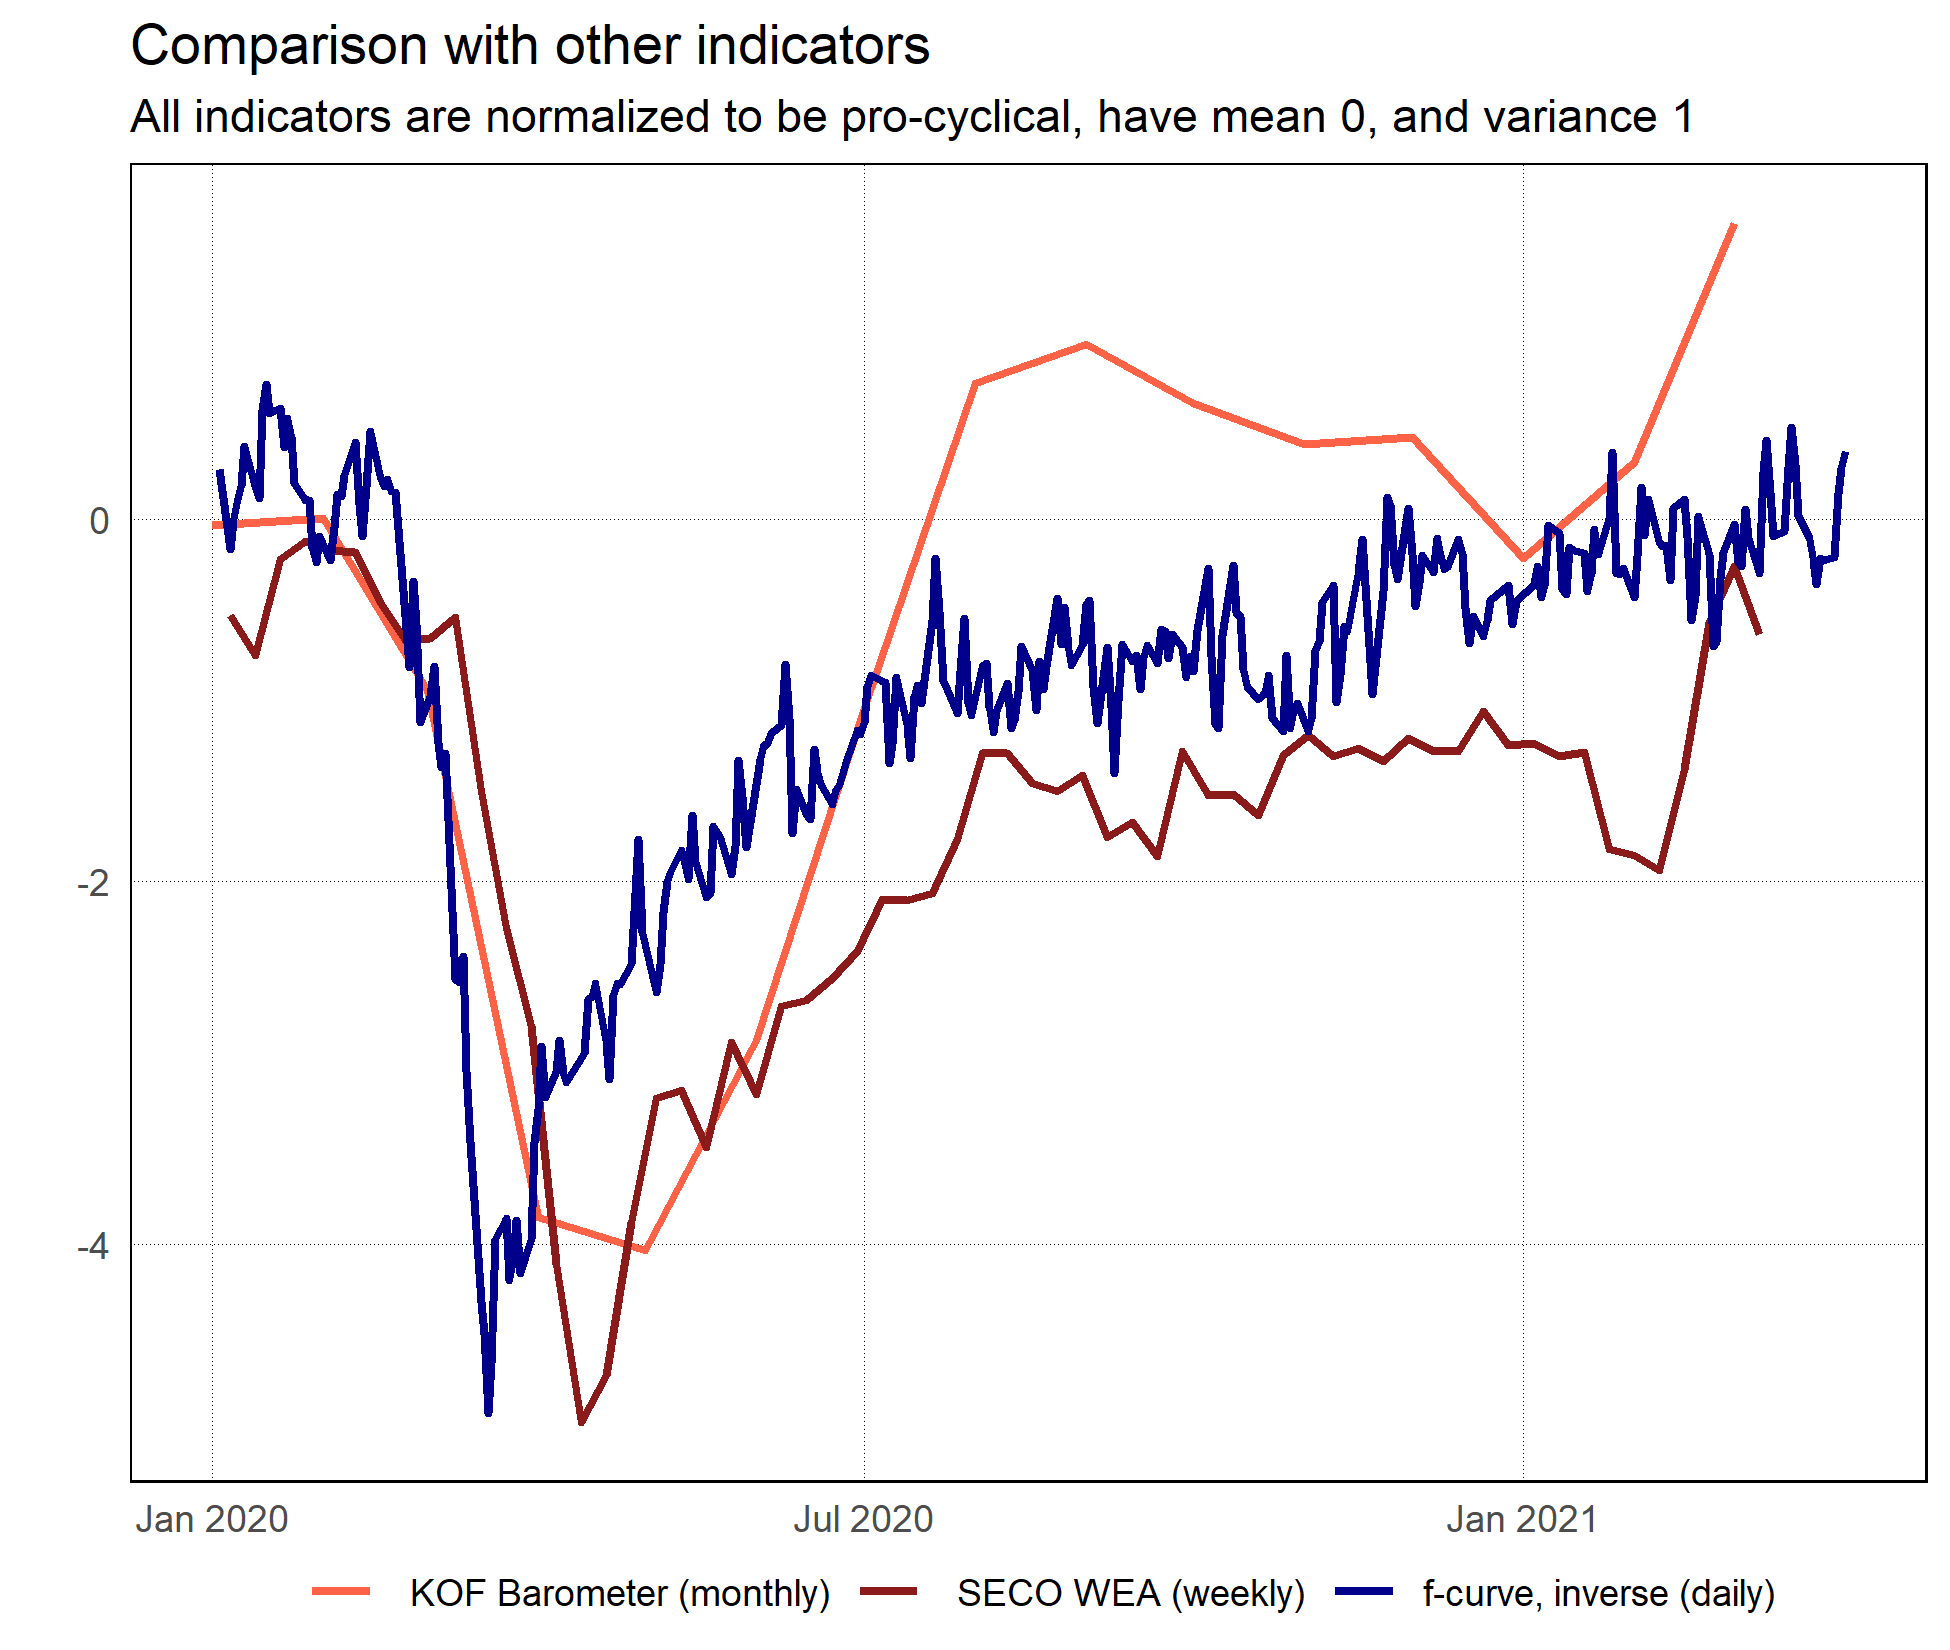 Comparison with other indicators
All indicators are normalized to be pro-cyclical, have mean 0, and variance 1
0
-2
-4
Jan 2020 Jul 2020 Jan 2021
KOF Barometer (monthly) SECO WEA (weekly) f-curve, inverse (daily)